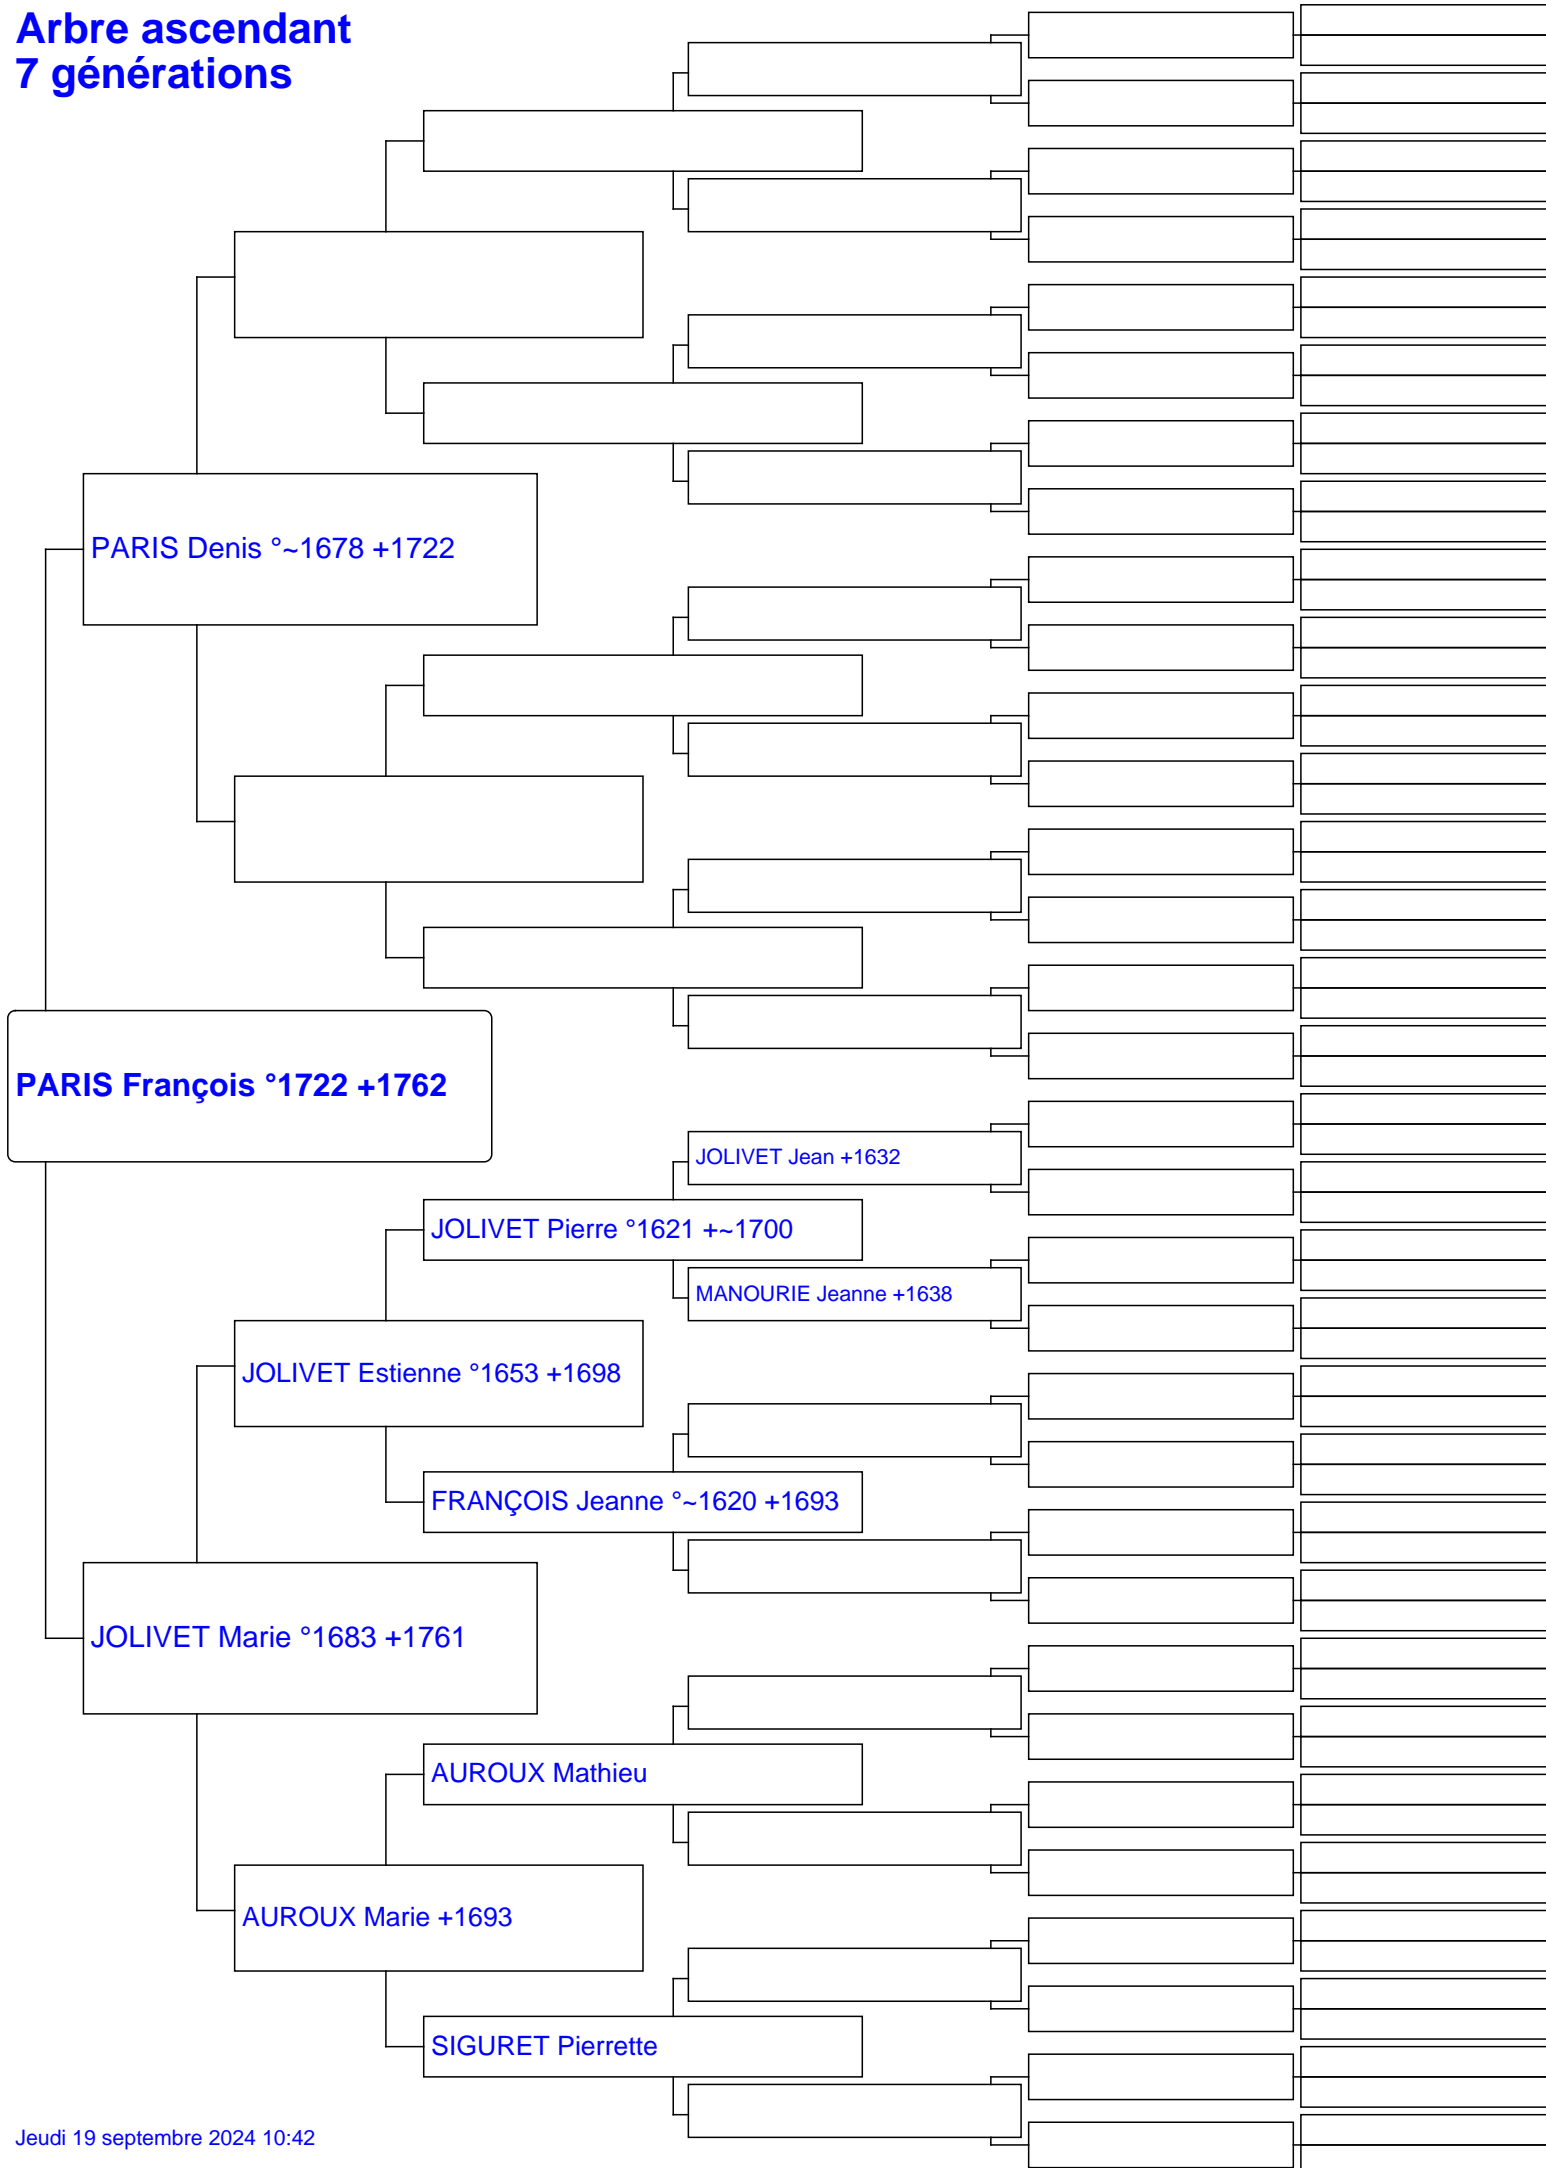 Arbre ascendant
7 générations
PARIS Denis °~1678 +1722
PARIS François °1722 +1762
JOLIVET Jean +1632
JOLIVET Pierre °1621 +~1700
MANOURIE Jeanne +1638
JOLIVET Estienne °1653 +1698
FRANÇOIS Jeanne °~1620 +1693
JOLIVET Marie °1683 +1761
AUROUX Mathieu
AUROUX Marie +1693
SIGURET Pierrette
Jeudi 19 septembre 2024 10:42